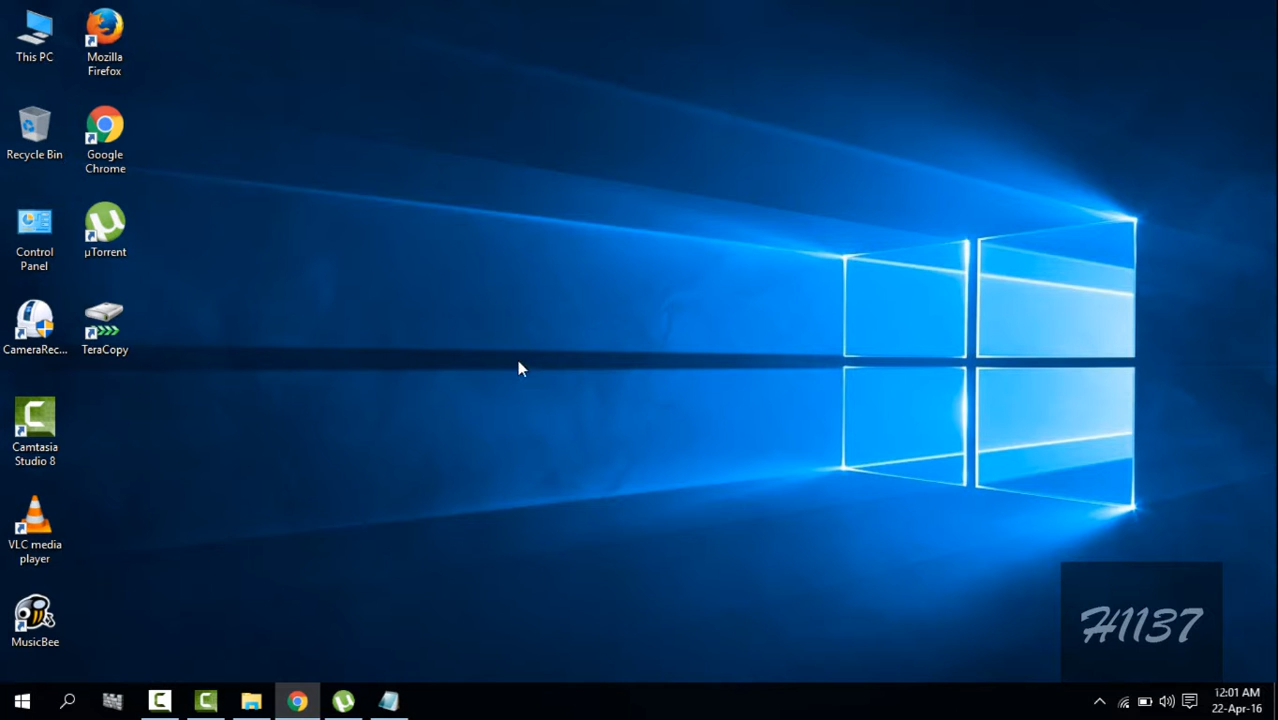 This PC
Mozilla
Firefox
Recycle Bin
Google
Chrome
Control
Panel
µTorrent
CameraRec...
TeraCopy
Camtasia
Studio 8
VLC media
player
MusicBee
H1137
12:01 AM
22-Apr-16